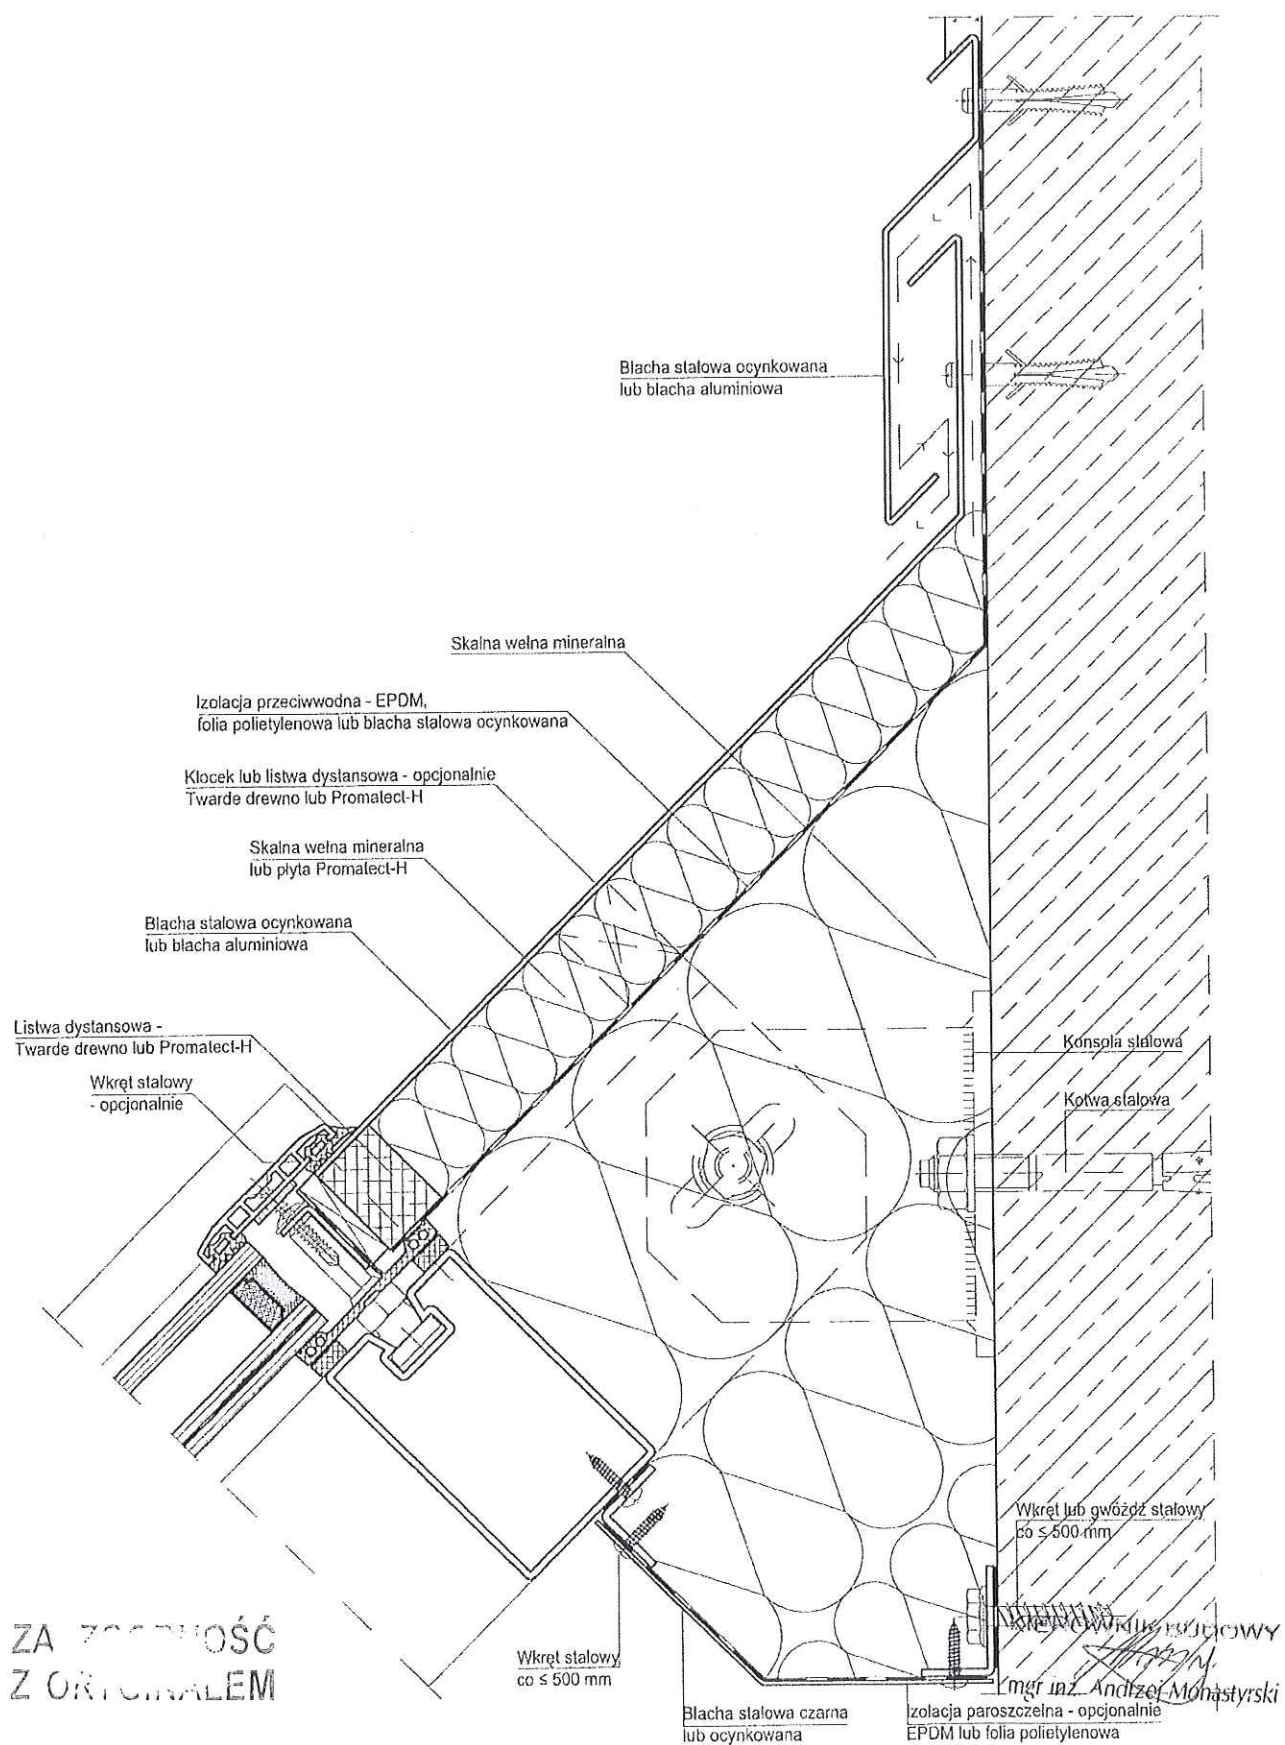 Blacha stalowa ocynkowana
lub blacha aluminiowa
Skalna wełna mineralna
Izolacja przeciwwodna - EPDM,
folia polietylenowa lub blacha stalowa ocynkowana
Klocek lub listwa dystansowa - opcjonalnie
Twarde drewno lub Promatect-H
Skalna wełna mineralna
lub płyta Promatect-H
Blacha stalowa ocynkowana
lub blacha aluminiowa
Listwa dystansowa -
Twarde drewno lub Promatect-H
Wkręt stalowy
- opcjonalnie
Konsola stalowa
Kotwa stalowa
Wkręt lub gwóźdź stalowy
co ≤ 500 mm
Wkręt stalowy
co ≤ 500 mm
Blacha stalowa czarna
lub ocynkowana
Izolacja paroszczelna - opcjonalnie
EPDM lub folia polietylenowa
ZA ZGODNOŚĆ
Z ORYGINAŁEM
KIEROWNIK BUDOWY
mgr inż. Andrzej Monastyrski